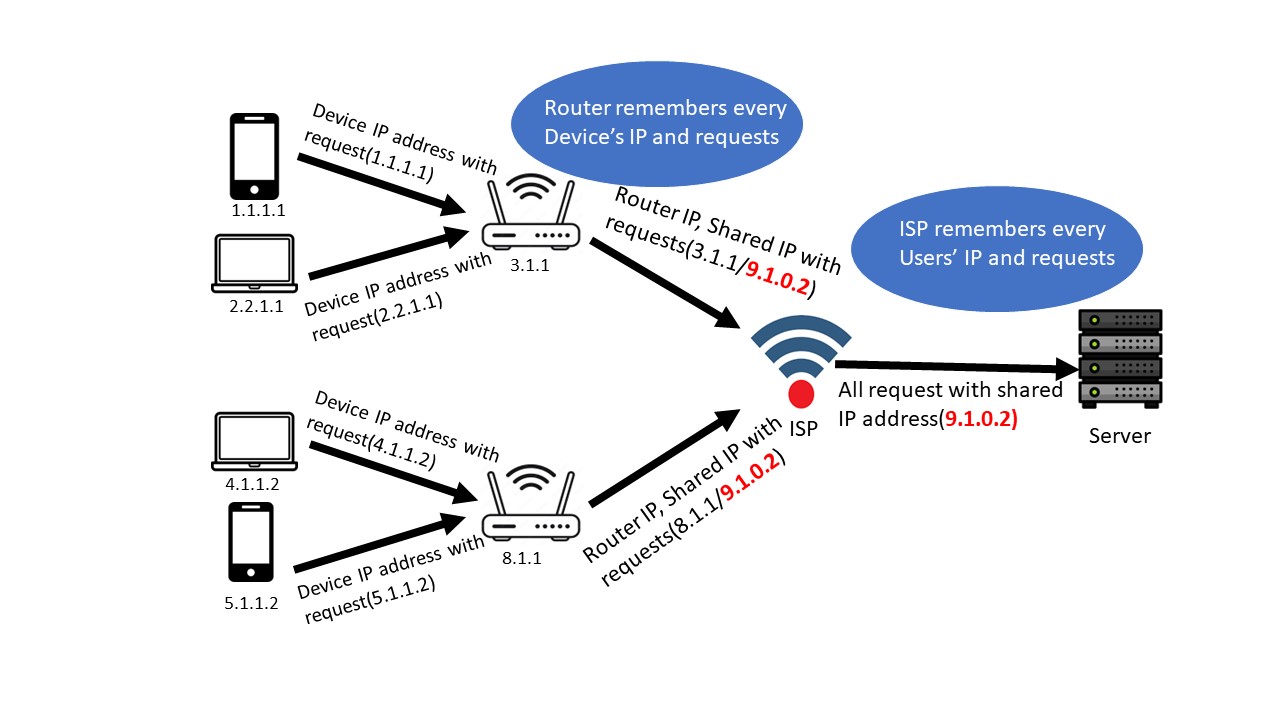 Router remembers every
Device's IP and requests
Device IP address with
request(1.1.1.1)
1.1.1.1
Device IP address with
request(2.2.1.1)
2.2.1.1
3.1.1
Router IP, Shared IP with
requests(3.1.1/9.1.0.2)
ISP remembers every
Users' IP and requests
All request with shared
IP address(9.1.0.2)
ISP
Server
Device IP address with
request(4.1.1.2)
4.1.1.2
Device IP address with
request(5.1.1.2)
5.1.1.2
8.1.1
Router IP, Shared IP with
requests(8.1.1/9.1.0.2)